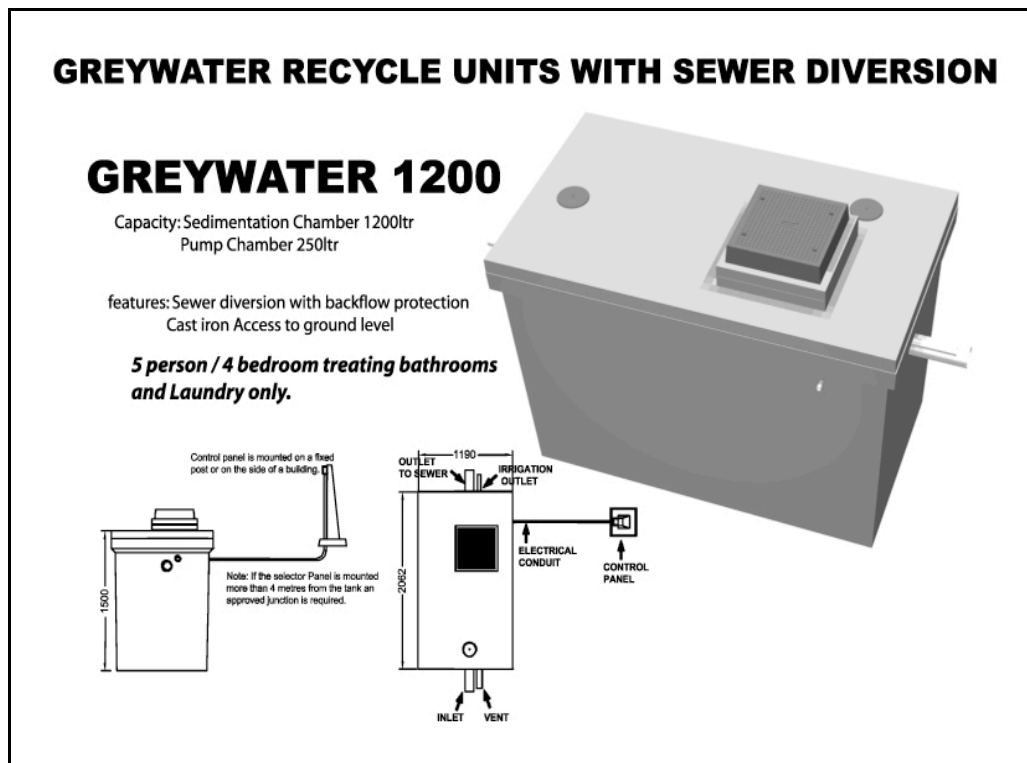 GREYWATER RECYCLE UNITS WITH SEWER DIVERSION
GREYWATER 1200
Capacity: Sedimentation Chamber 1200ltr
Pump Chamber 250ltr
features: Sewer diversion with backflow protection
Cast iron Access to ground level
5 person / 4 bedroom treating bathrooms
and Laundry only.
Control panel is mounted on a fixed
post or on the side of a building.
1500
Note: If the selector Panel is mounted
more than 4 metres from the tank an
approved junction is required.
1190
OUTLET
TO SEWER
IRRIGATION
OUTLET
2062
ELECTRICAL
CONDUIT
CONTROL
PANEL
INLET
VENT